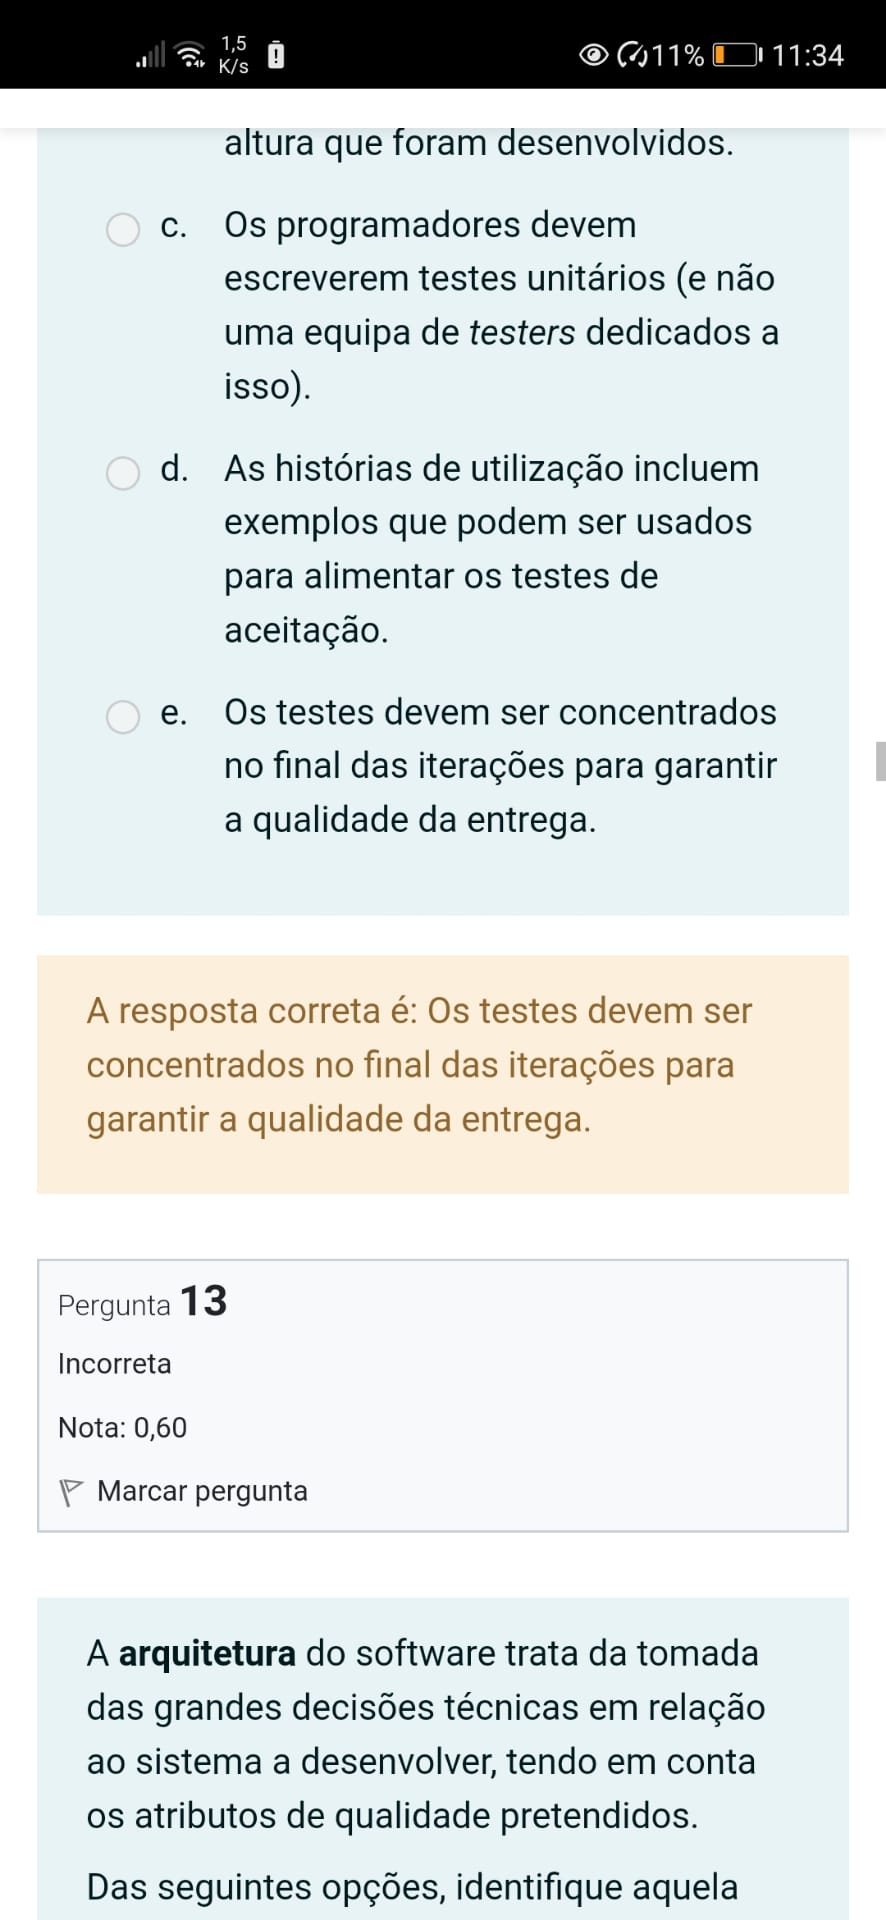 1,5
K/s
11%
11:34
altura que foram desenvolvidos.
c. Os programadores devem
escreverem testes unitários (e não
uma equipa de testers dedicados a
isso).
d. As histórias de utilização incluem
exemplos que podem ser usados
para alimentar os testes de
aceitação.
e. Os testes devem ser concentrados
no final das iterações para garantir
a qualidade da entrega.
A resposta correta é: Os testes devem ser
concentrados no final das iterações para
garantir a qualidade da entrega.
Pergunta 13
Incorreta
Nota: 0,60
Marcar pergunta
A arquitetura do software trata da tomada
das grandes decisões técnicas em relação
ao sistema a desenvolver, tendo em conta
os atributos de qualidade pretendidos.
Das seguintes opções, identifique aquela